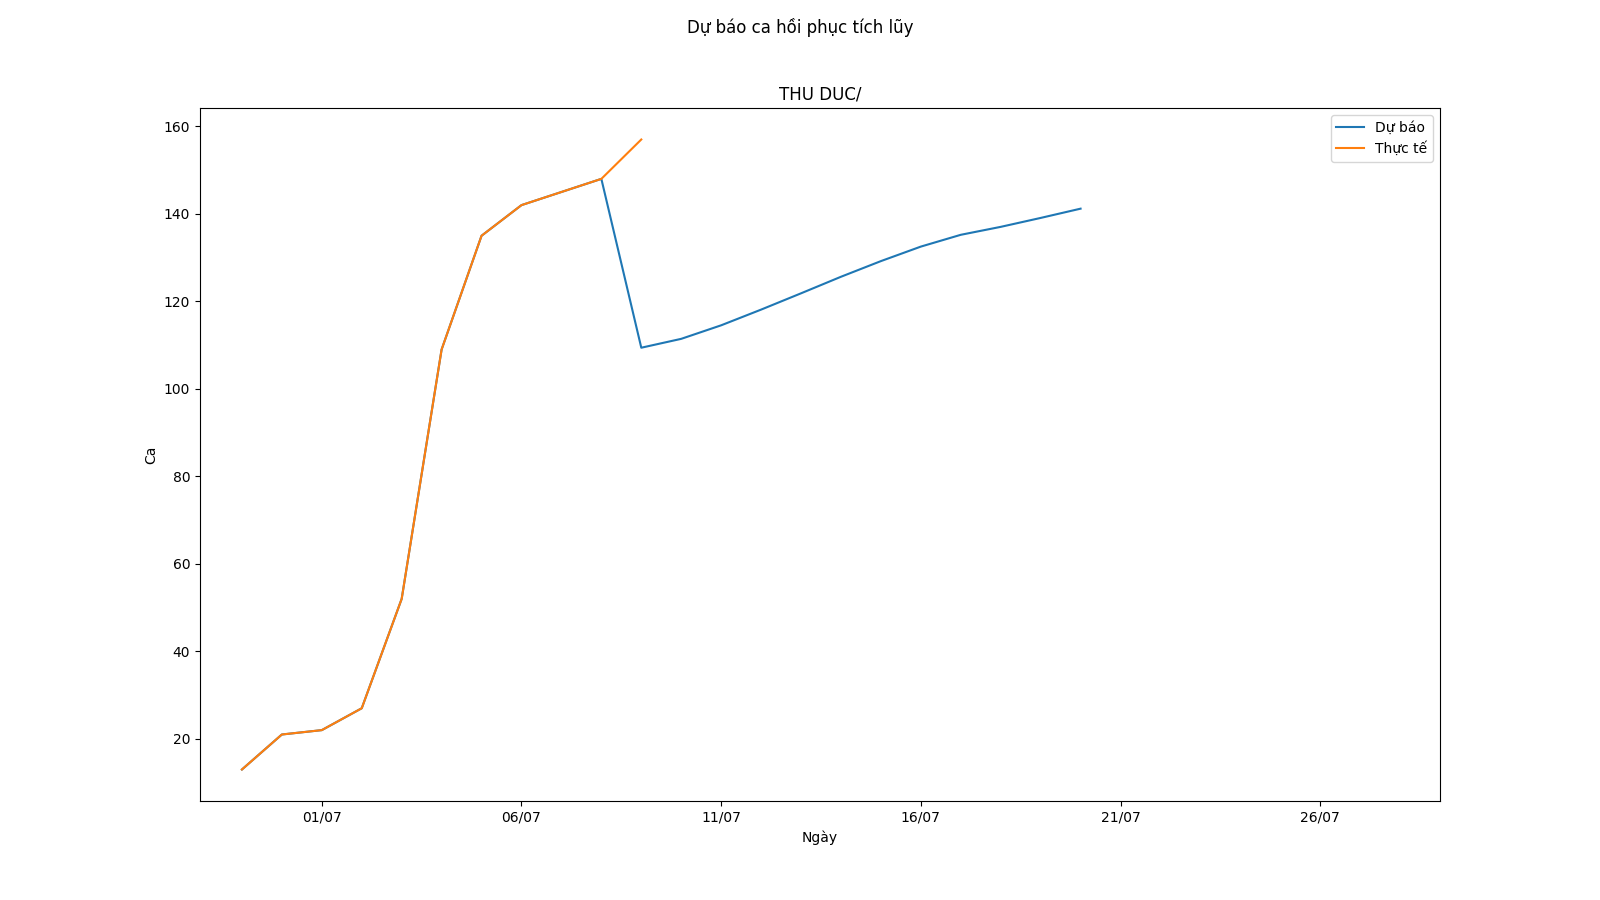 Dự báo ca hồi phục tích lũy
THU DUC/
160
140
120
100
80
60
40
20
Ca
Dự báo
Thực tế
01/07
06/07
11/07
16/07
21/07
26/07
Ngày